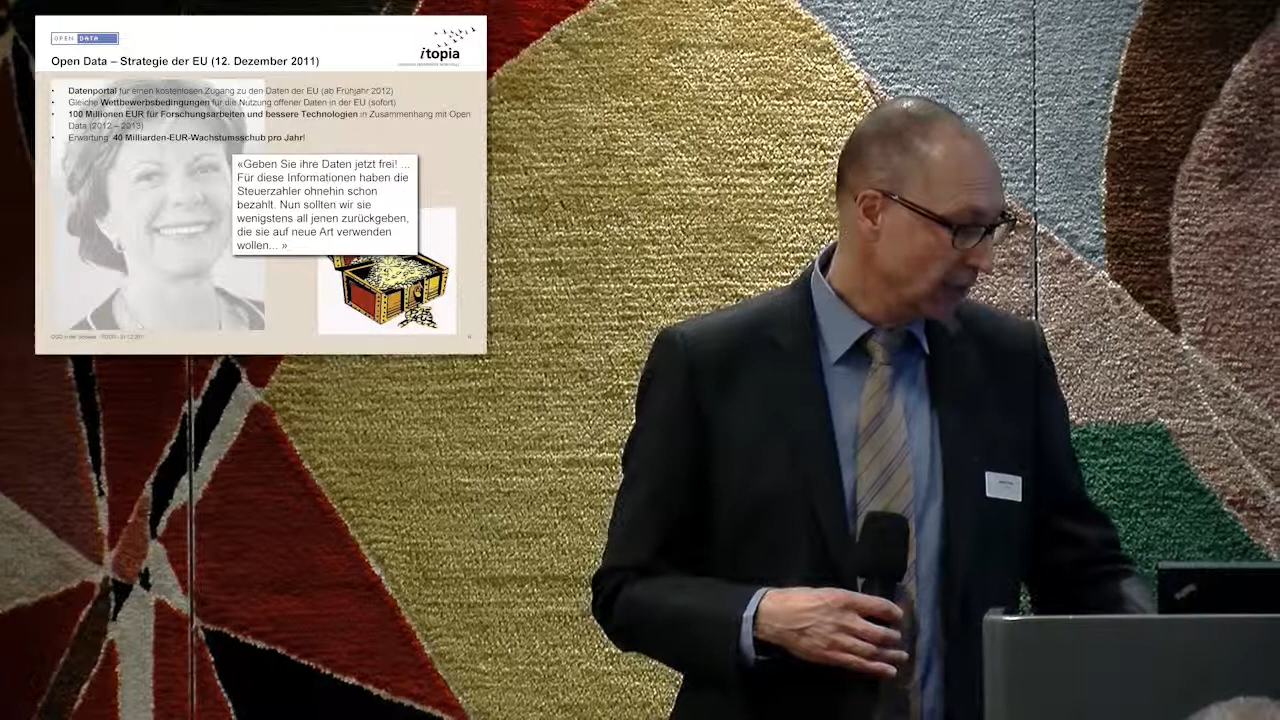 OPEN DATA
itopia
Open Data – Strategie der EU (12. Dezember 2011)
• Datenportal für einen kostenlosen Zugang zu den Daten der EU (ab Frühjahr 2012)
• Gleiche Wettbewerbsbedingungen für die Nutzung offener Daten in der EU (sofort)
• 100 Millionen EUR für Forschungsarbeiten und bessere Technologien in Zusammenhang mit Open
Data (2012 – 2013)
• Erwartung: 40 Milliarden-EUR-Wachstumsschub pro Jahr!
«Geben Sie ihre Daten jetzt frei! ...
Für diese Informationen haben die
Steuerzahler ohnehin schon
bezahlt. Nun sollten wir sie
wenigstens all jenen zurückgeben,
die sie auf neue Art verwenden
wollen... »